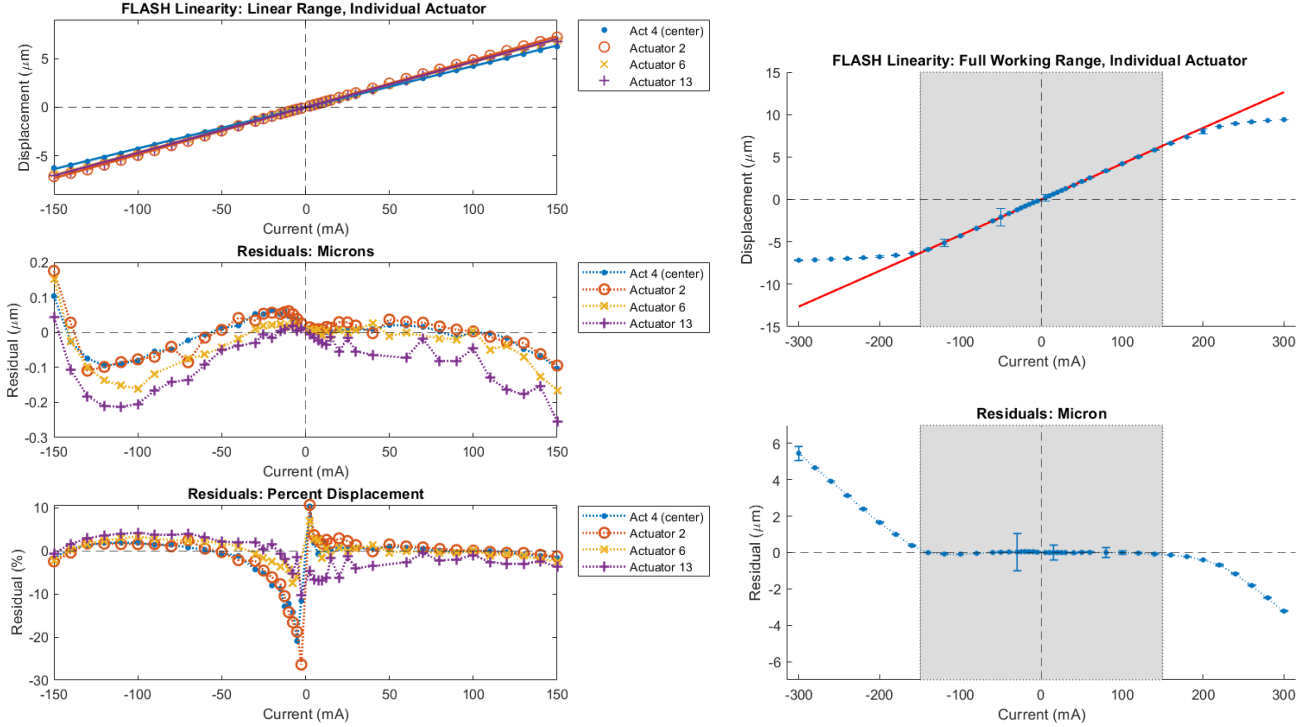 FLASH Linearity: Linear Range, Individual Actuator
Displacement (μm)
5
0
-5
-150
-100
-50
0
50
100
150
Current (mA)
Act 4 (center)
Actuator 2
Actuator 6
Actuator 13
Residuals: Microns
Residual (μm)
0.2
0.1
0
-0.1
-0.2
-0.3
-150
-100
-50
0
50
100
150
Current (mA)
Act 4 (center)
Actuator 2
Actuator 6
Actuator 13
Residuals: Percent Displacement
Residual (%)
10
0
-10
-20
-30
-150
-100
-50
0
50
100
150
Current (mA)
Act 4 (center)
Actuator 2
Actuator 6
Actuator 13
FLASH Linearity: Full Working Range, Individual Actuator
Displacement (μm)
15
10
5
0
-5
-10
-15
-300
-200
-100
0
100
200
300
Current (mA)
Residuals: Micron
Residual (μm)
6
4
2
0
-2
-4
-6
-300
-200
-100
0
100
200
300
Current (mA)